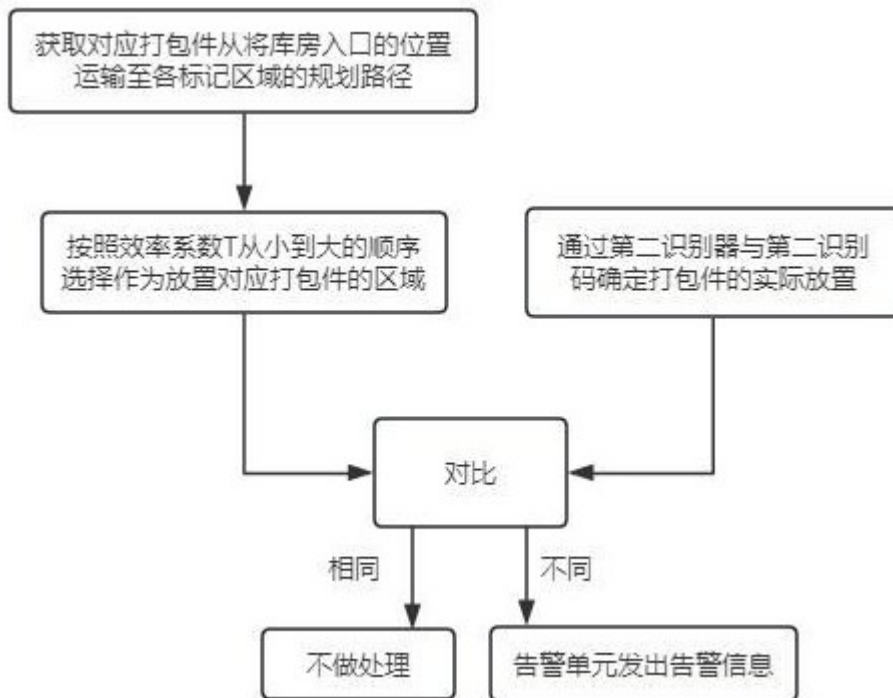 获取对应打包件从将库房入口的位置
运输至各标记区域的规划路径
按照效率系数T从小到大的顺序
选择作为放置对应打包件的区域
通过第二识别器与第二识别
码确定打包件的实际放置
对比
相同
不同
不做处理
告警单元发出告警信息